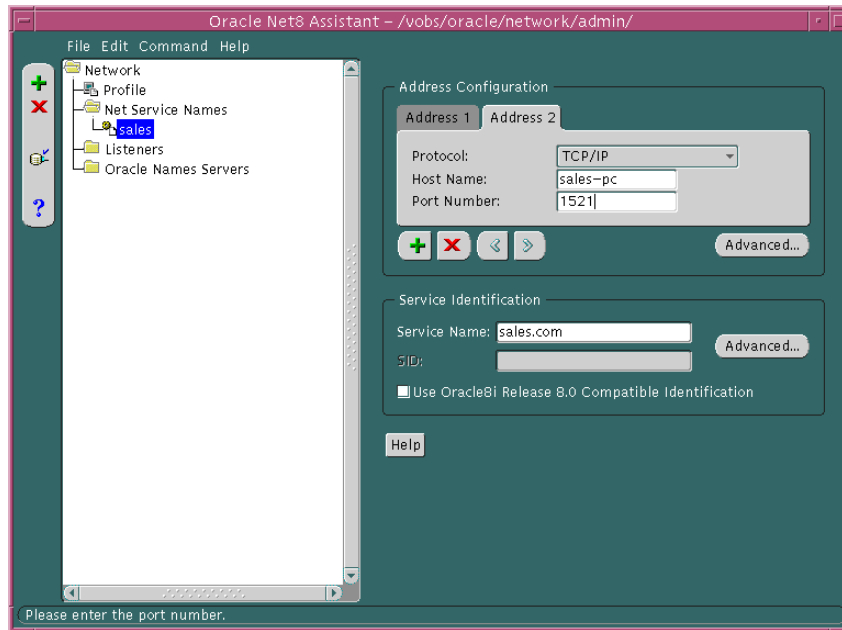 Oracle Net8 Assistant – /vobs/oracle/network/admin/
File Edit Command Help
Network
Profile
Net Service Names
sales
Listeners
Oracle Names Servers
?
Address Configuration
Address 1 Address 2
Protocol: TCP/IP
Host Name: sales-pc
Port Number: 1521
Advanced...
Service Identification
Service Name: sales.com
SID:
Advanced...
Use Oracle8i Release 8.0 Compatible Identification
Help
Please enter the port number.